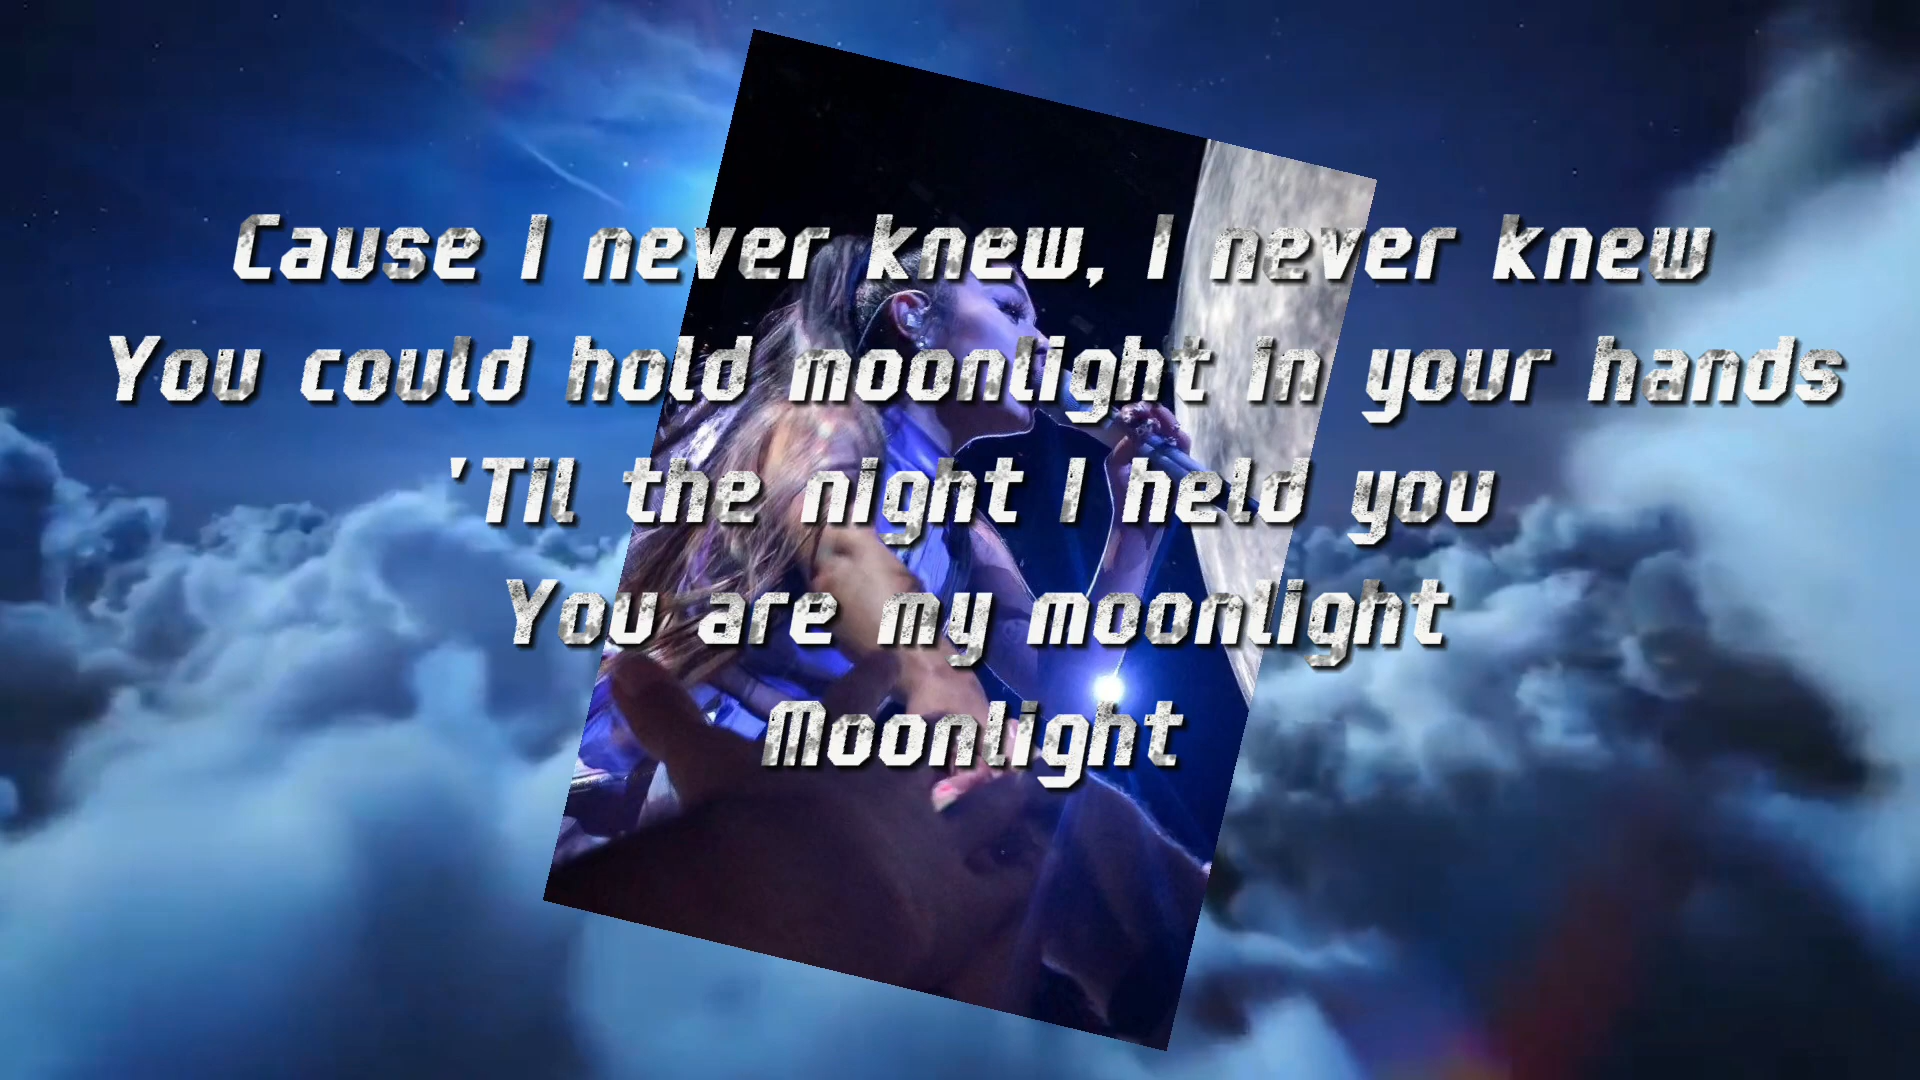 Cause I never knew, I never knew
You could hold moonlight in your hands
'Til the night I held you
You are my moonlight
Moonlight